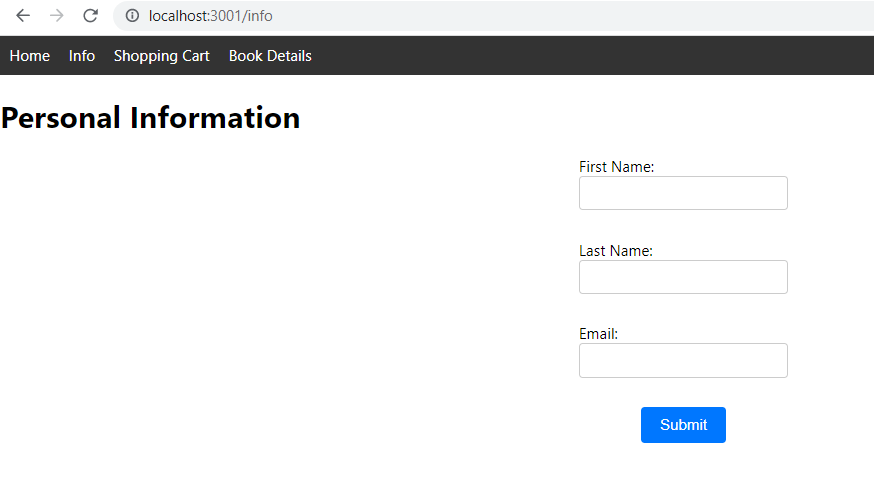 localhost:3001/info
Home Info Shopping Cart Book Details
Personal Information
First Name:
Last Name:
Email:
Submit